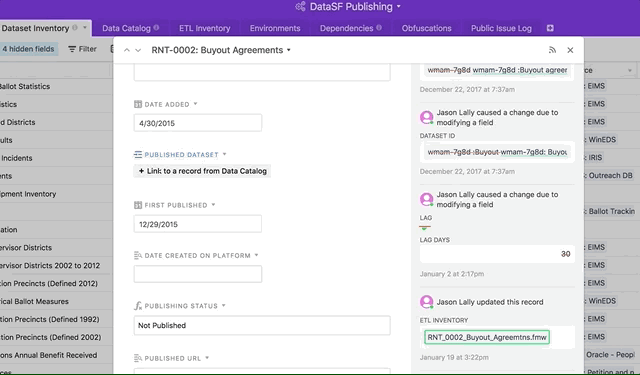 DataSF Publishing
Dataset Inventory
Data Catalog
ETL Inventory
Environments
Dependencies
Obfuscations
Public Issue Log
4 hidden fields
Filter
RNT-0002: Buyout Agreements
Ballot Statistics
istics
d Districts
ults
Incidents
ents
ipment Inventory
ation
ervisor Districts
ervisor Districts 2002 to 2012
tion Precincts (Defined 2012)
rical Ballot Measures
tion Precincts (Defined 1992)
tion Precincts (Defined 2002)
ons Annual Benefit Received
ces
DATE ADDED
4/30/2015
PUBLISHED DATASET
+ Link to a record from Data Catalog
FIRST PUBLISHED
12/29/2015
DATE CREATED ON PLATFORM
PUBLISHING STATUS
Not Published
PUBLISHED URL
wmam-7g8d wmam-7g8d :Buyout agreer
December 22, 2017 at 7:37am
Jason Lally caused a change due to
modifying a field
DATASET ID
wmam-7g8d :Buyout wmam-7g8d: Buyou
December 22, 2017 at 7:37am
Jason Lally caused a change due to
modifying a field
LAG
LAG DAYS
30
January 2 at 2:17pm
Jason Lally updated this record
ETL INVENTORY
RNT_0002_Buyout_Agreemtns.fmw
January 19 at 3:22pm
ce
: EIMS
: EIMS
: EIMS
: WinEDS
: IRIS
: Outreach DB
: Ballot Trackin
: EIMS
: EIMS
: EIMS
: WinEDS
: EIMS
: EIMS
: Oracle - Peopl
: Petition and n